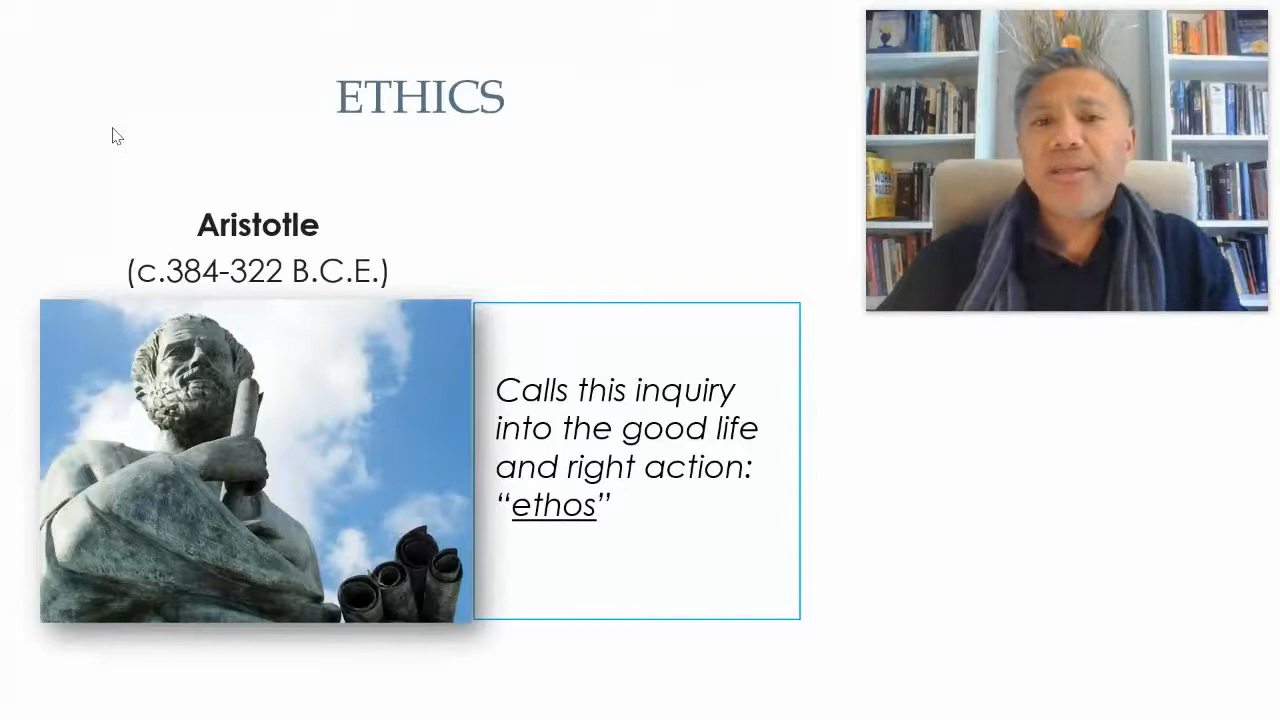 ETHICS
Aristotle
(c.384-322 B.C.E.)
Calls this inquiry
into the good life
and right action:
“ethos”